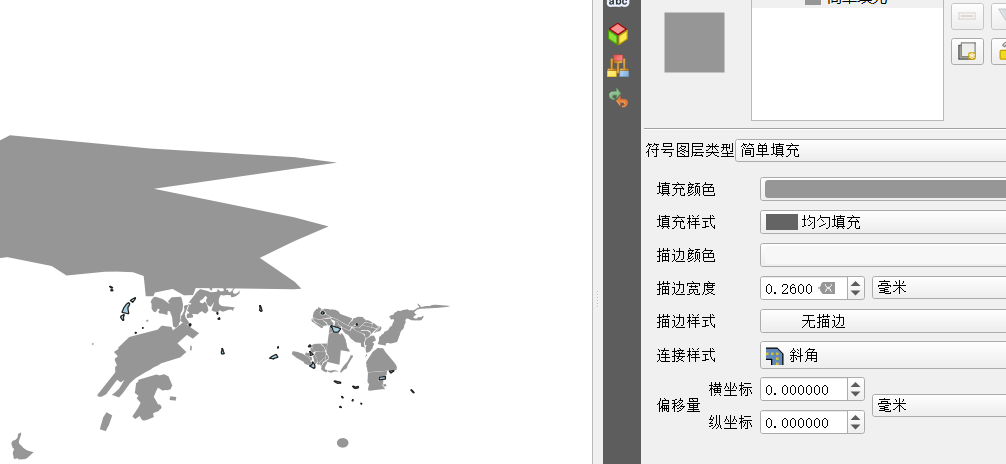 abc
简单填充
符号图层类型 简单填充
填充颜色
填充样式 均匀填充
描边颜色
描边宽度 0.2600 毫米
描边样式 无描边
连接样式 斜角
偏移量 横坐标 0.000000 毫米
纵坐标 0.000000